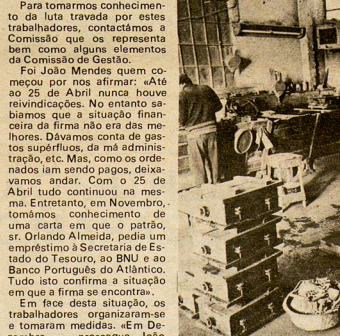 Para tomarmos conhecimen-
to da luta travada por estes
trabalhadores, contactámos a
Comissão que os representa
bem como alguns elementos
da Comissão de Gestão.
Foi João Mendes quem co-
meçou por nos afirmar: «Até
ao 25 de Abril nunca houve
reivindicações. No entanto sa-
biamos que a situação finan-
ceira da firma não era das me-
lhores. Dávamos conta de gas-
tos supérfluos, da má adminis-
tração, etc. Mas, como os orde-
nados iam sendo pagos, deixa-
vamos andar. Com o 25 de
Abril tudo continuou na mes-
ma. Entretanto, em Novembro,
tomámos conhecimento de
uma carta em que o patrão,
sr. Orlando Almeida, pedia um
empréstimo à Secretaria de Es-
tado do Tesouro, ao BNU e ao
Banco Português do Atlântico.
Tudo isto confirma a situação
em que a firma se encontra».
Em face desta situação, os
trabalhadores organizaram-se
e tomaram medidas. «Em De-